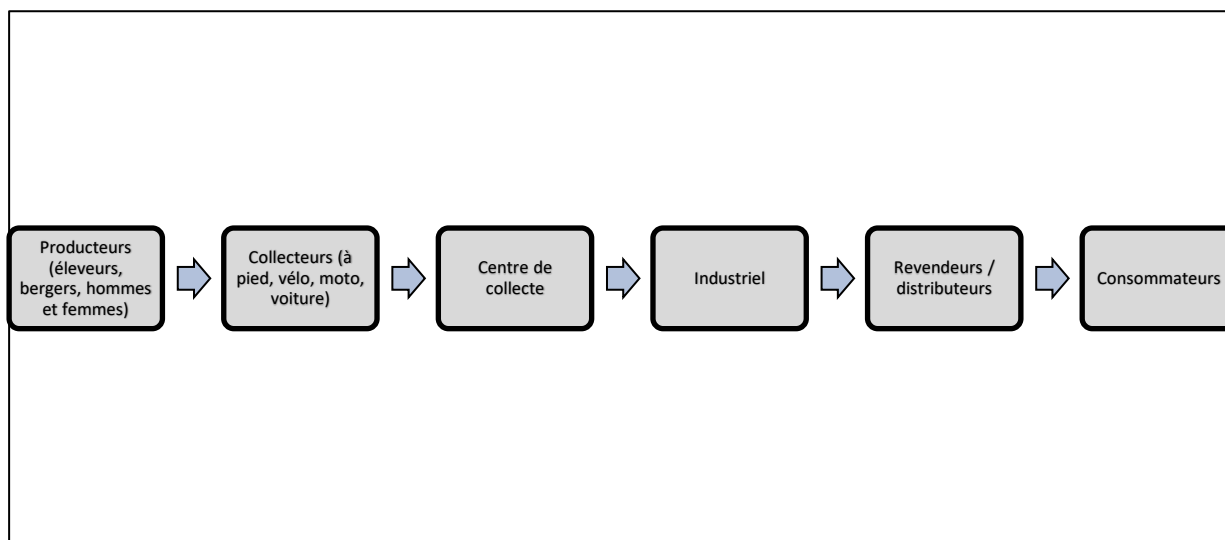 Producteurs
(éleveurs,
bergers, hommes
et femmes)
Collecteurs (à
pied, vélo, moto,
voiture)
Centre de
collecte
Industriel
Revendeurs /
distributeurs
Consommateurs